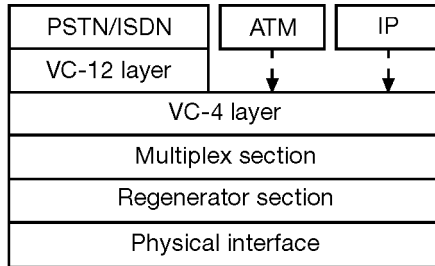 PSTN/ISDN
ATM
IP
VC-12 layer
VC-4 layer
Multiplex section
Regenerator section
Physical interface